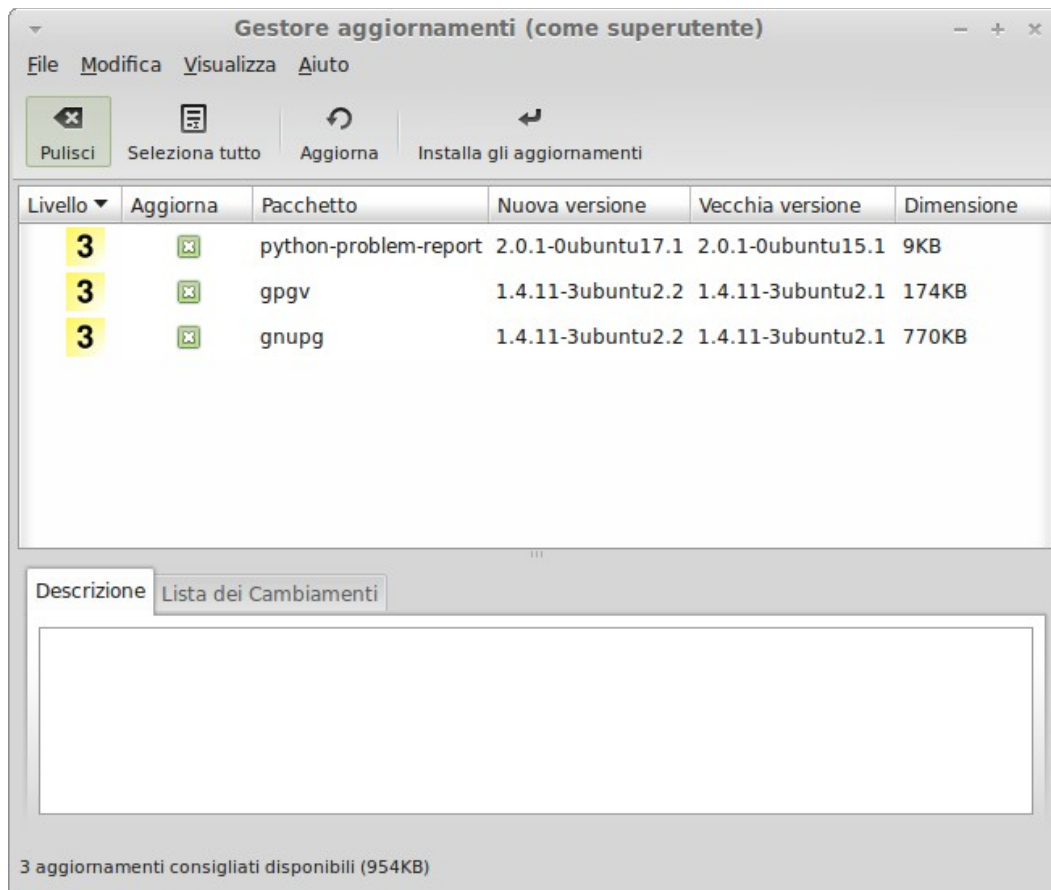 Gestore aggiornamenti (come superutente)
File Modifica Visualizza Aiuto
Pulisci Seleziona tutto Aggiorna Installa gli aggiornamenti
Livello Aggiorna Pacchetto Nuova versione Vecchia versione Dimensione
3 python-problem-report 2.0.1-0ubuntu17.1 2.0.1-0ubuntu15.1 9KB
3 gpgv 1.4.11-3ubuntu2.2 1.4.11-3ubuntu2.1 174KB
3 gnupg 1.4.11-3ubuntu2.2 1.4.11-3ubuntu2.1 770KB
Descrizione Lista dei Cambiamenti
3 aggiornamenti consigliati disponibili (954KB)